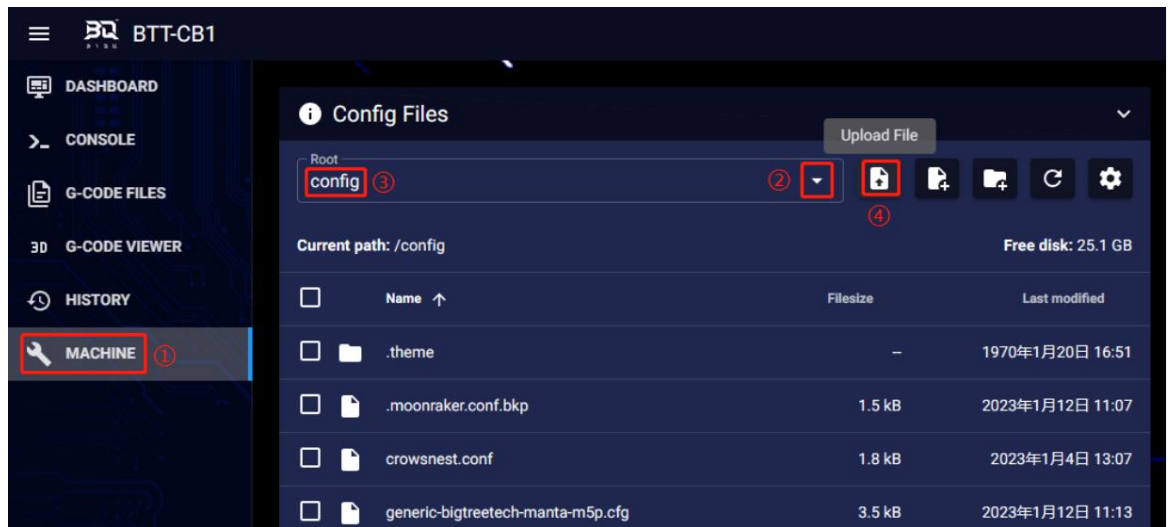 BQ BTT-CB1
DASHBOARD
CONSOLE
G-CODE FILES
3D G-CODE VIEWER
HISTORY
MACHINE ①
Config Files
Upload File
Root
config ③ ②
④
Current path: /config Free disk: 25.1 GB
Name Filesize Last modified
.theme -- 1970年1月20日 16:51
.moonraker.conf.bkp 1.5 kB 2023年1月12日 11:07
crowsnest.conf 1.8 kB 2023年1月4日 13:07
generic-bigtreetech-manta-m5p.cfg 3.5 kB 2023年1月12日 11:13